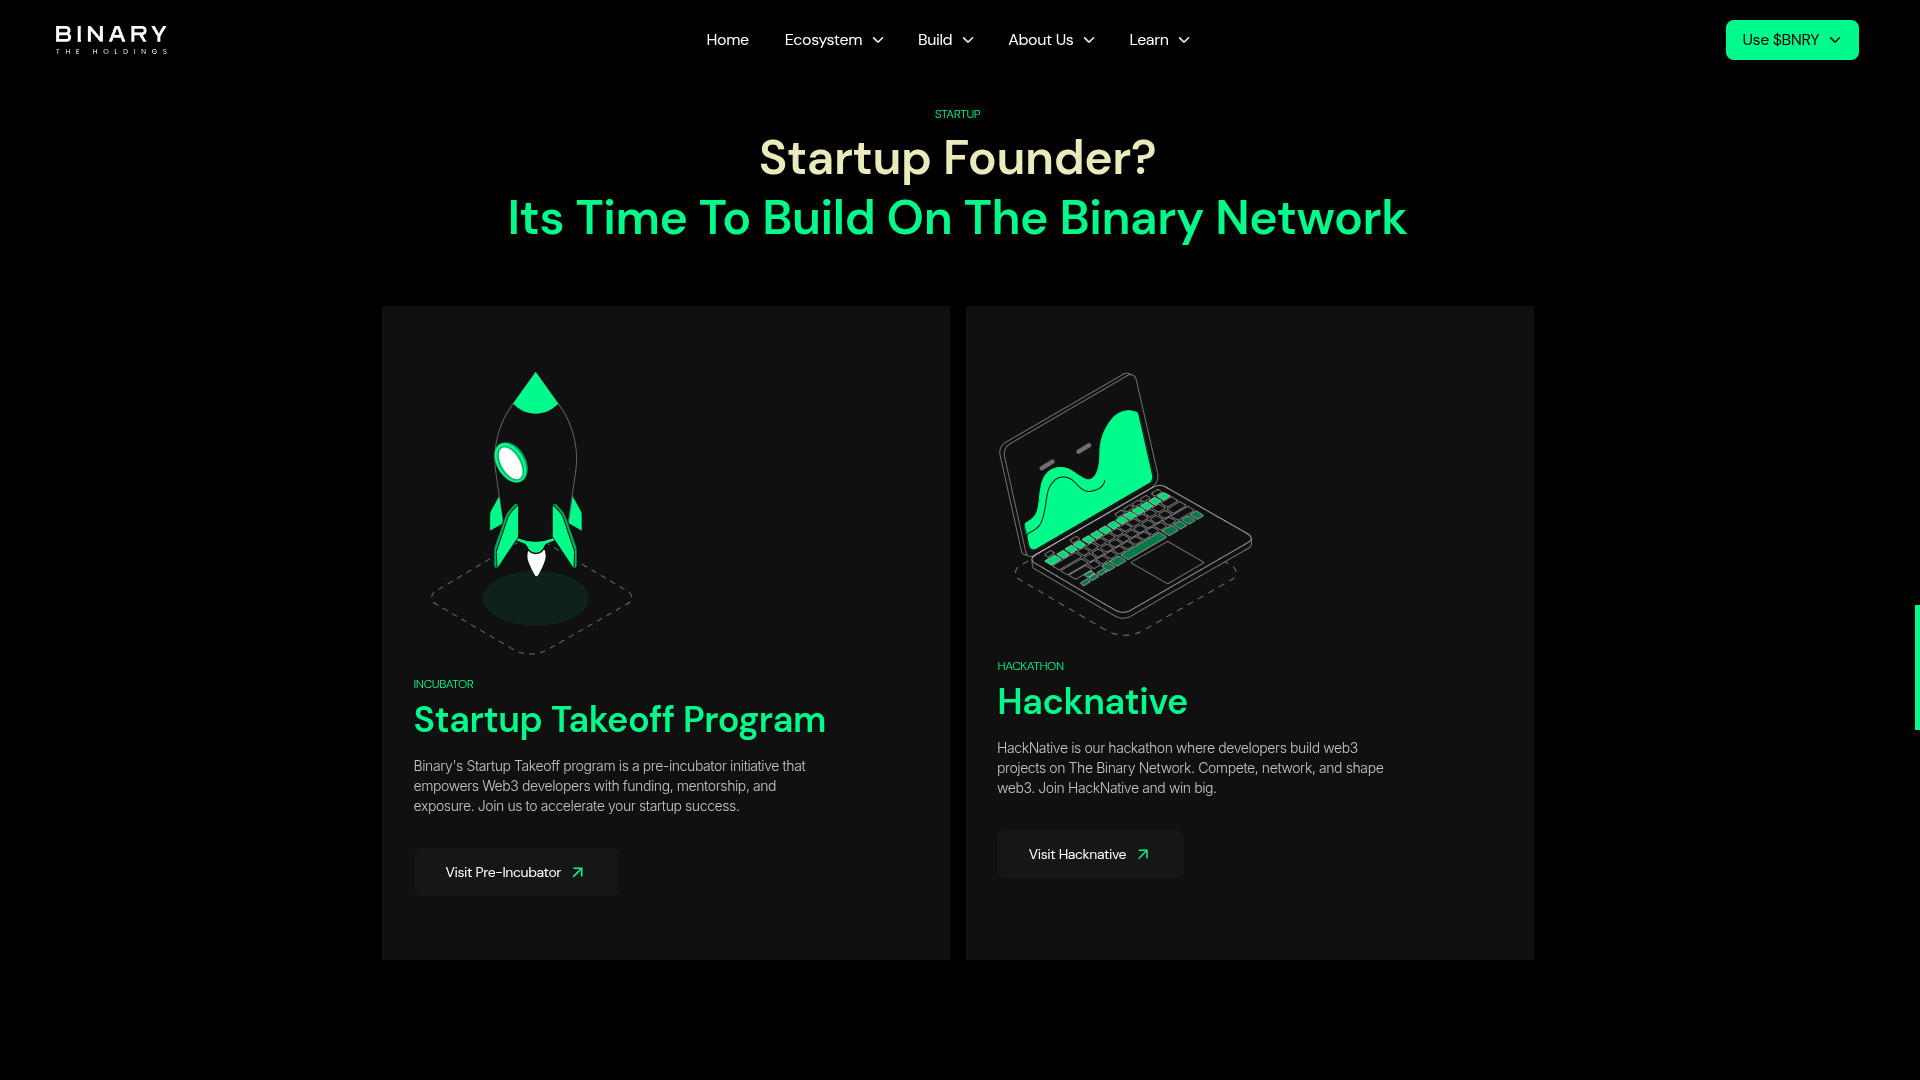 BINARY
THE HOLDINGS
Home
Ecosystem
Build
About Us
Learn
Use $BNRY
STARTUP
Startup Founder?
Its Time To Build On The Binary Network
INCUBATOR
Startup Takeoff Program
Binary's Startup Takeoff program is a pre-incubator initiative that
empowers Web3 developers with funding, mentorship, and
exposure. Join us to accelerate your startup success.
Visit Pre-Incubator
HACKATHON
Hacknative
HackNative is our hackathon where developers build web3
projects on The Binary Network. Compete, network, and shape
web3. Join HackNative and win big.
Visit Hacknative